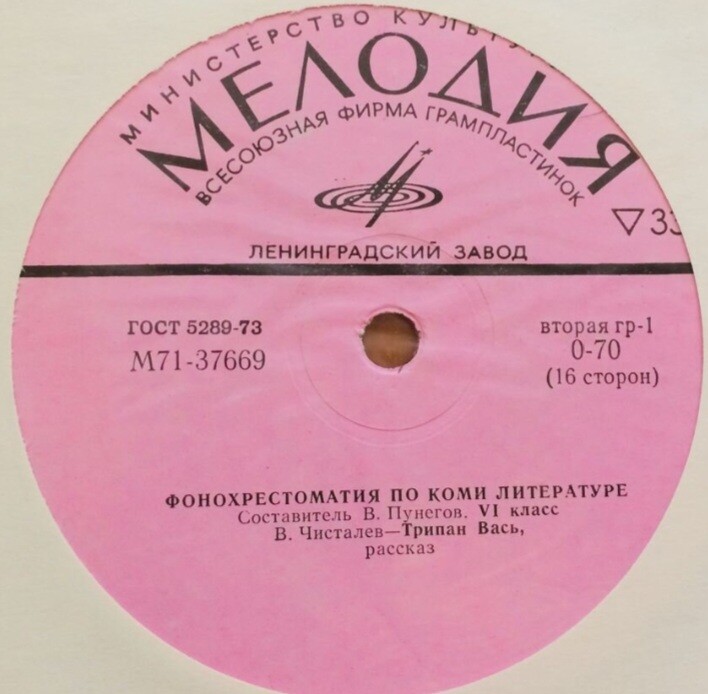 МИНИСТЕРСТВО
МЕЛОДИЯ
ВСЕСОЮЗНАЯ ФИРМА ГРАМПЛАСТИНОК
▽33
ЛЕНИНГРАДСКИЙ ЗАВОД
ГОСТ 5289-73
М71-37669
вторая гр-1
0-70
(16 сторон)
ФОНОХРЕСТОМАТИЯ ПО КОМИ ЛИТЕРАТУРЕ
Составитель В. Пунегов. VI класс
В. Чисталев—Трипан Вась,
рассказ